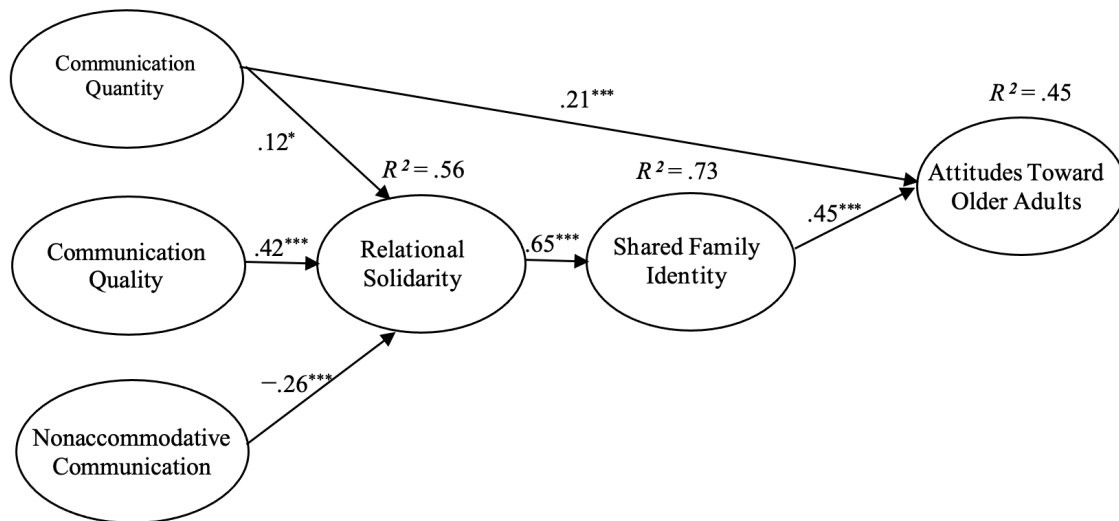 Communication
Quantity
.21***
R² = .45
.12*
R² = .56
R² = .73
Attitudes Toward
Older Adults
.45***
Communication
Quality
.42***
Relational
Solidarity
.65***
Shared Family
Identity
−.26***
Nonaccommodative
Communication